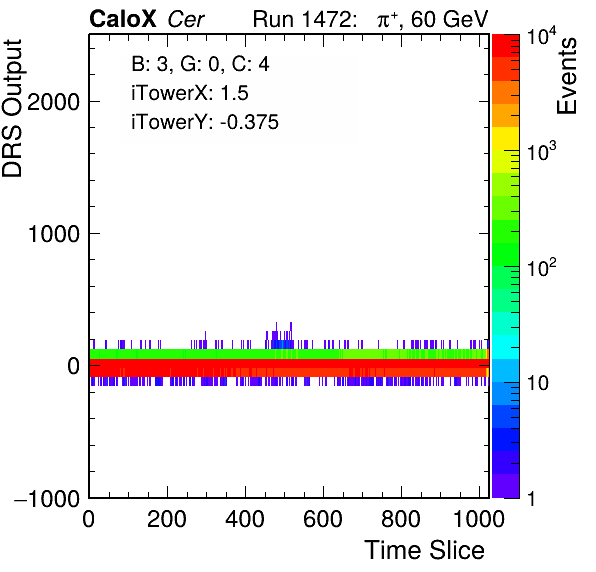 CaloX Cer Run 1472: π⁺, 60 GeV
B: 3, G: 0, C: 4
iTowerX: 1.5
iTowerY: -0.375
DRS Output
2000
1000
0
−1000
0 200 400 600 800 1000
Time Slice
Events
10⁴
10³
10²
10
1